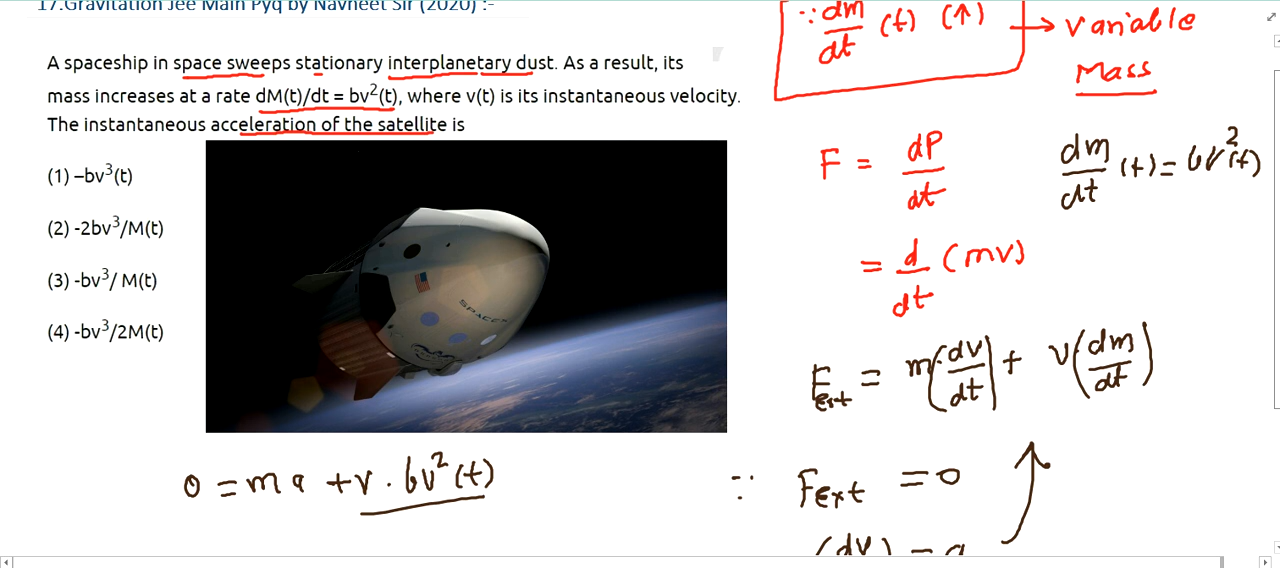 17.Gravitation Jee Main Pyq by Navneet Sir (2020) :-
A spaceship in space sweeps stationary interplanetary dust. As a result, its
mass increases at a rate dM(t)/dt = bv²(t), where v(t) is its instantaneous velocity.
The instantaneous acceleration of the satellite is
(1) –bv³(t)
(2) -2bv³/M(t)
(3) -bv³/ M(t)
(4) -bv³/2M(t)
SPACEX
0 = ma + v · bv²(t)
∵ dm/dt (t) (↑) → variable
Mass
F = dP/dt
dm/dt (t) = bv²(t)
= d/dt (mv)
Fext = m(dv/dt) + v(dm/dt)
∵ Fext = 0
(dv) = a